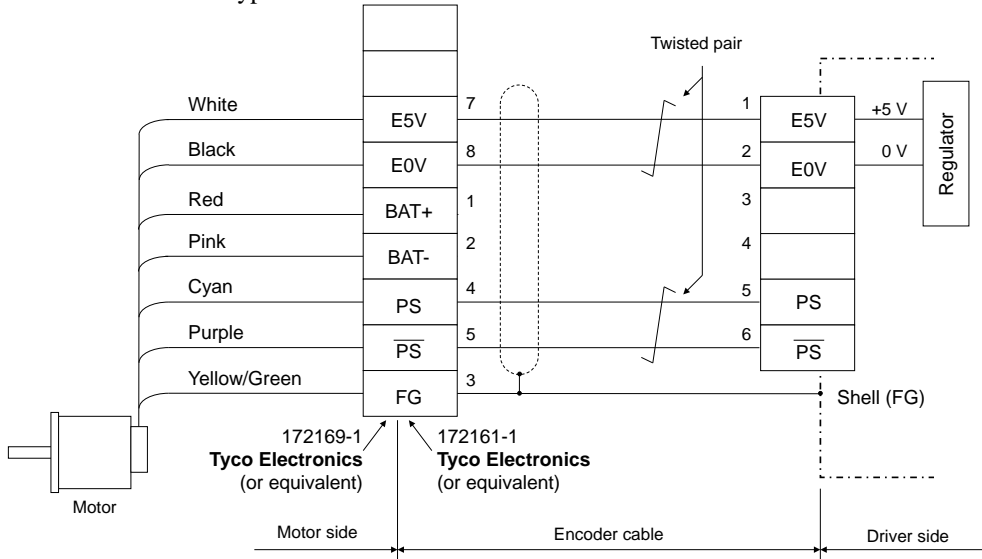 Twisted pair
White 7 1
E5V E5V +5 V
Black 8 2
E0V E0V 0 V
Regulator
Red 1 3
BAT+
Pink 2 4
BAT-
Cyan 4 5
PS PS
Purple 5 6
PS PS
Yellow/Green 3
FG Shell (FG)
172169-1 172161-1
Tyco Electronics Tyco Electronics
(or equivalent) (or equivalent)
Motor
Motor side Encoder cable Driver side